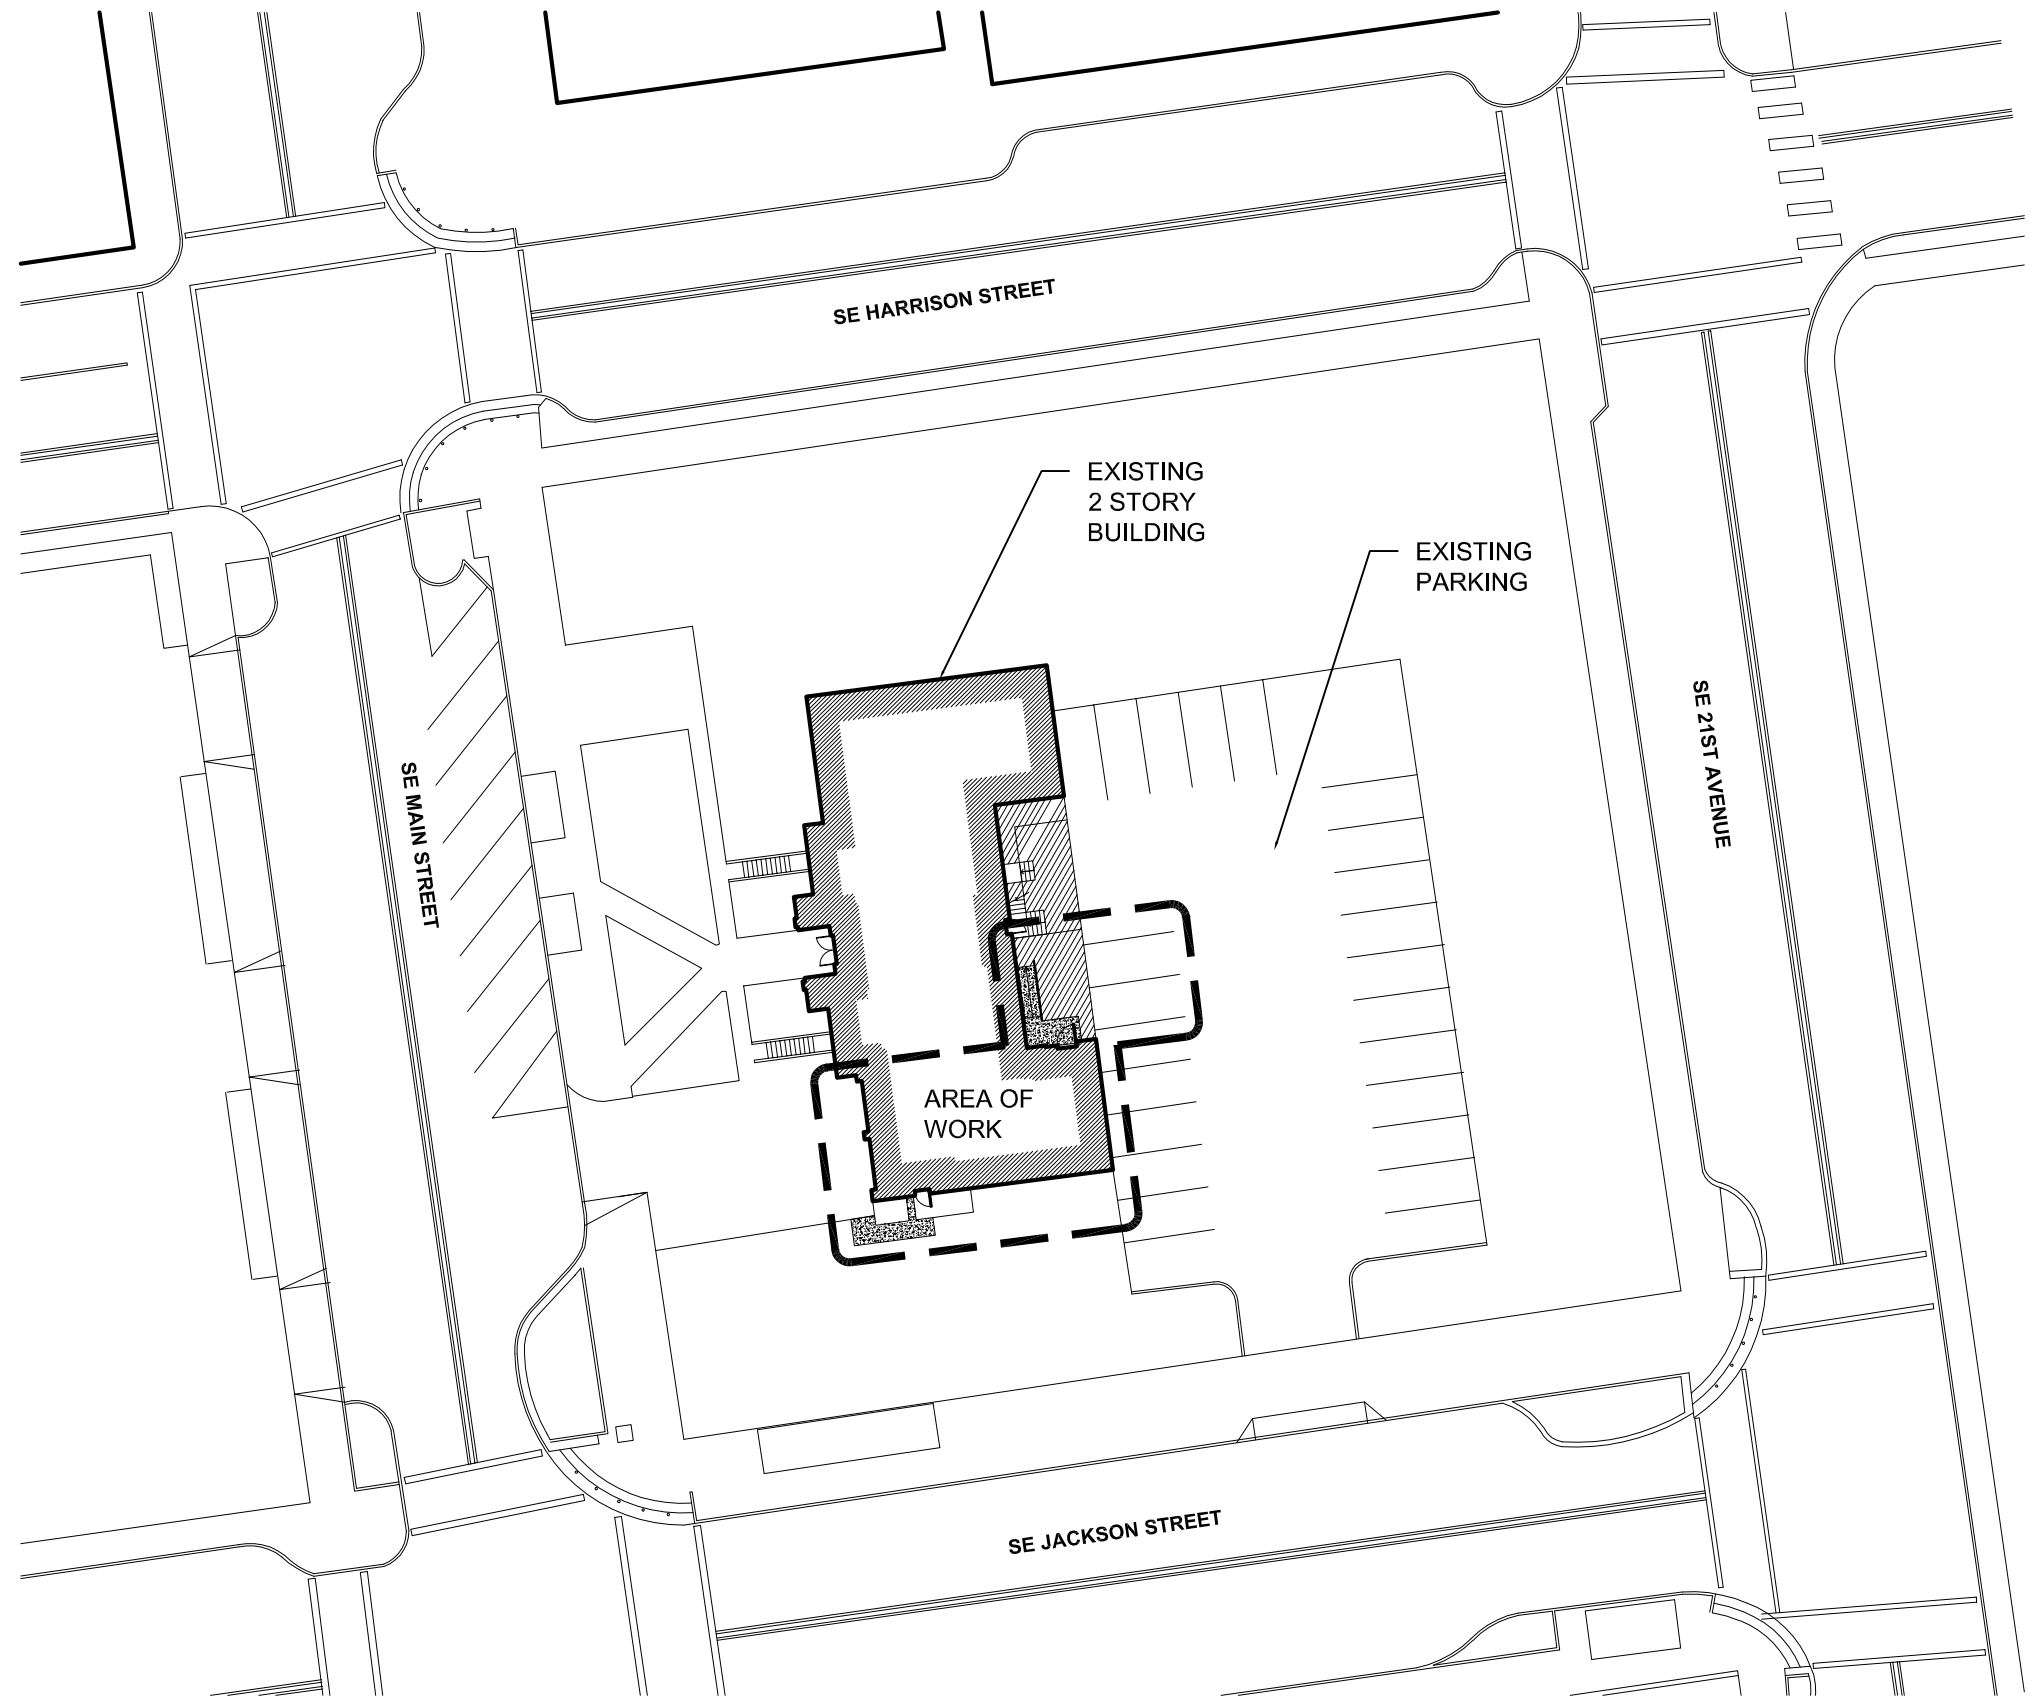 SE HARRISON STREET
EXISTING
2 STORY
BUILDING
EXISTING
PARKING
SE MAIN STREET
SE 21ST AVENUE
AREA OF
WORK
SE JACKSON STREET